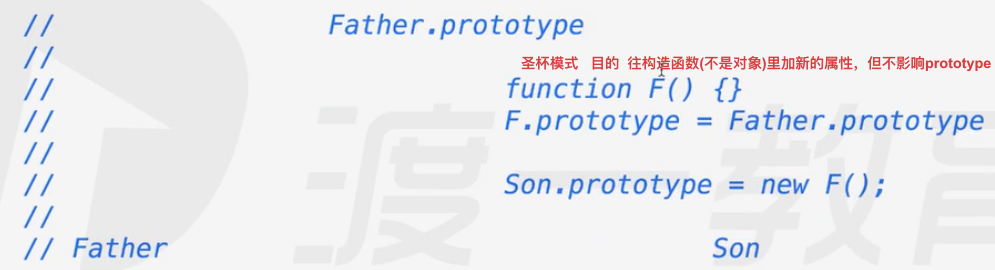 // Father.prototype
// 圣杯模式 目的 往构造函数(不是对象)里加新的属性，但不影响prototype
// function F() {}
// F.prototype = Father.prototype
//
// Son.prototype = new F();
//
// Father Son
渡一教育